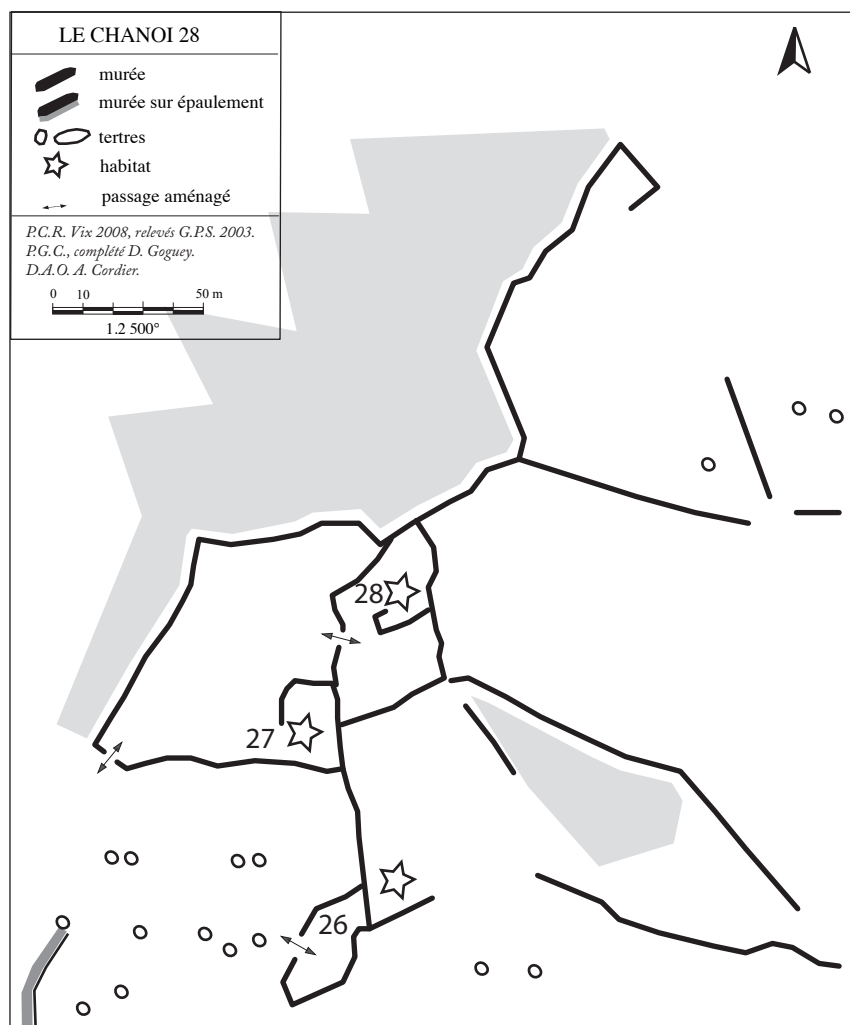 LE CHANOI 28
murée
murée sur épaulement
tertres
habitat
passage aménagé
P.C.R. Vix 2008, relevés G.P.S. 2003.
P.G.C., complété D. Goguey.
D.A.O. A. Cordier.
0 10 50 m
1.2 500°
28
27
26